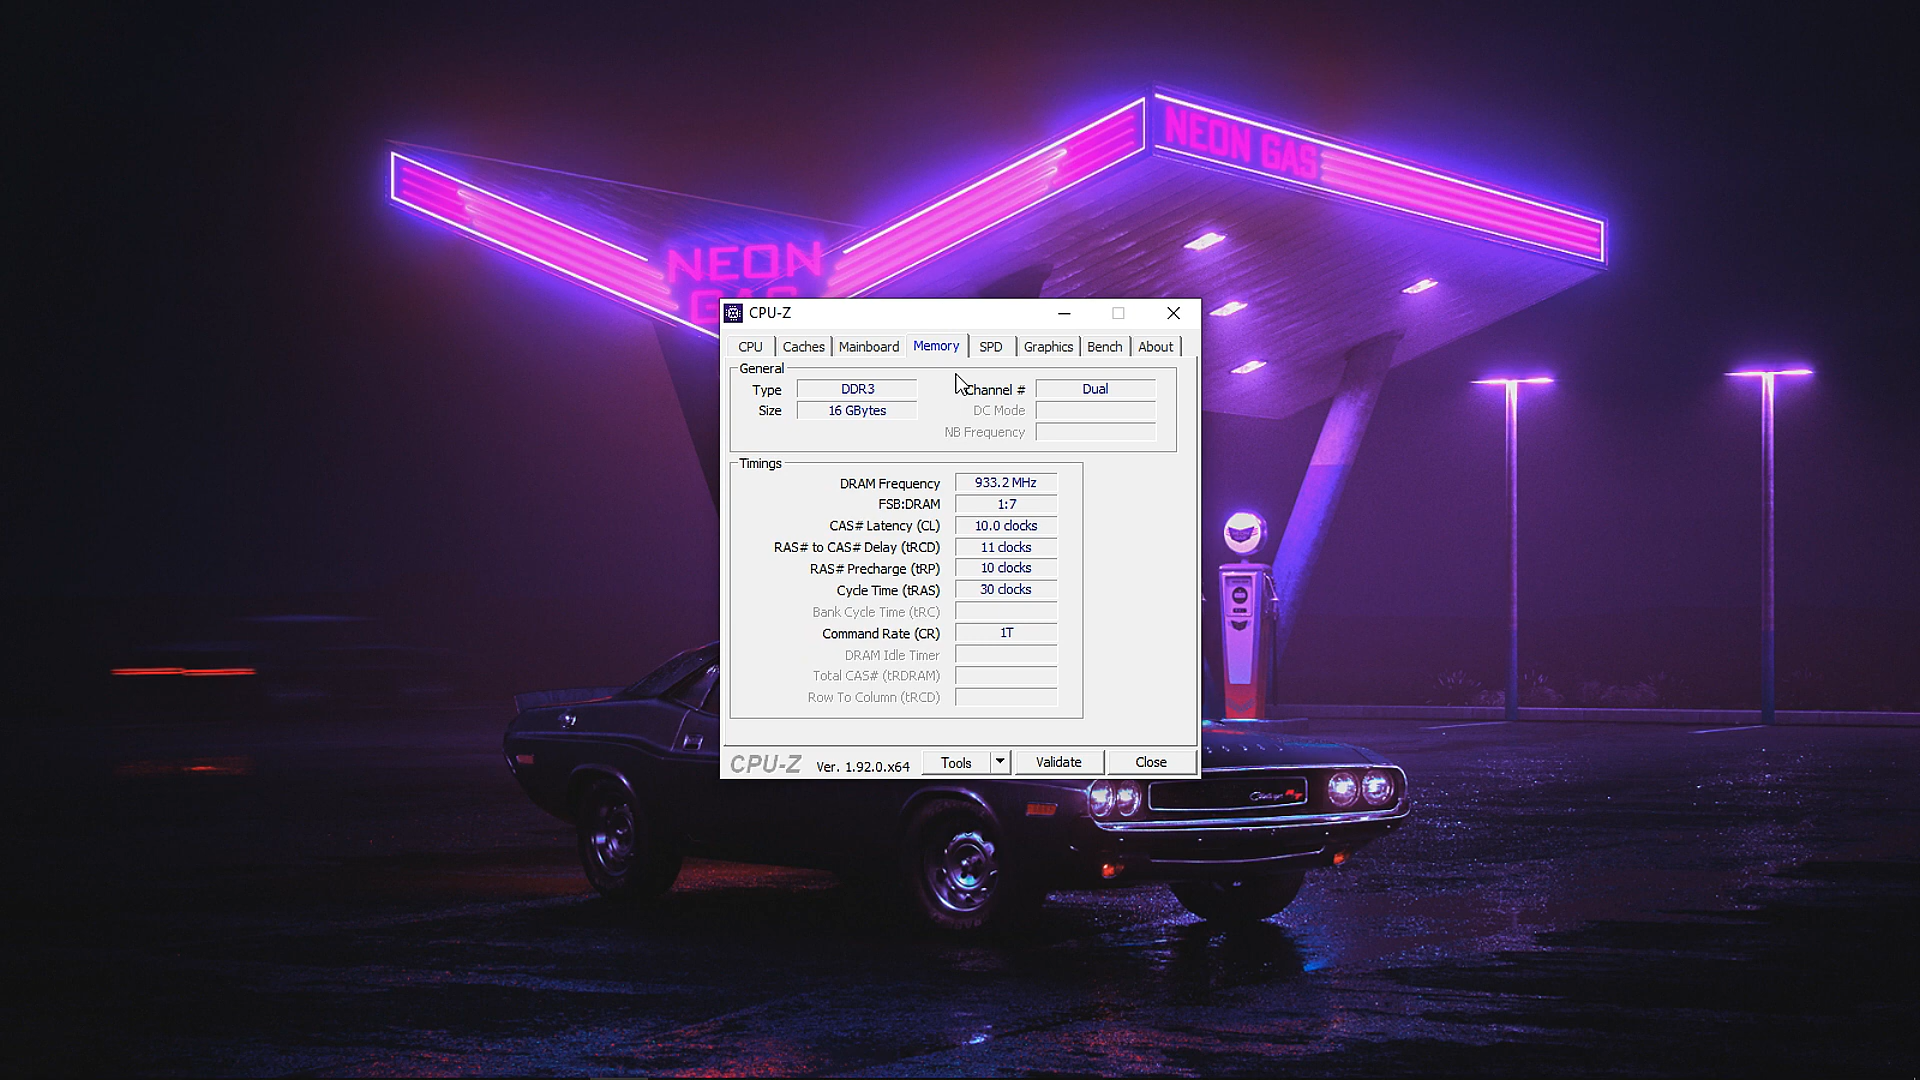 NEON GAS
NEON
GAS
CPU-Z
CPU Caches Mainboard Memory SPD Graphics Bench About
General
Type DDR3 Channel # Dual
Size 16 GBytes DC Mode
NB Frequency
Timings
DRAM Frequency 933.2 MHz
FSB:DRAM 1:7
CAS# Latency (CL) 10.0 clocks
RAS# to CAS# Delay (tRCD) 11 clocks
RAS# Precharge (tRP) 10 clocks
Cycle Time (tRAS) 30 clocks
Bank Cycle Time (tRC)
Command Rate (CR) 1T
DRAM Idle Timer
Total CAS# (tRDRAM)
Row To Column (tRCD)
CPU-Z Ver. 1.92.0.x64 Tools Validate Close